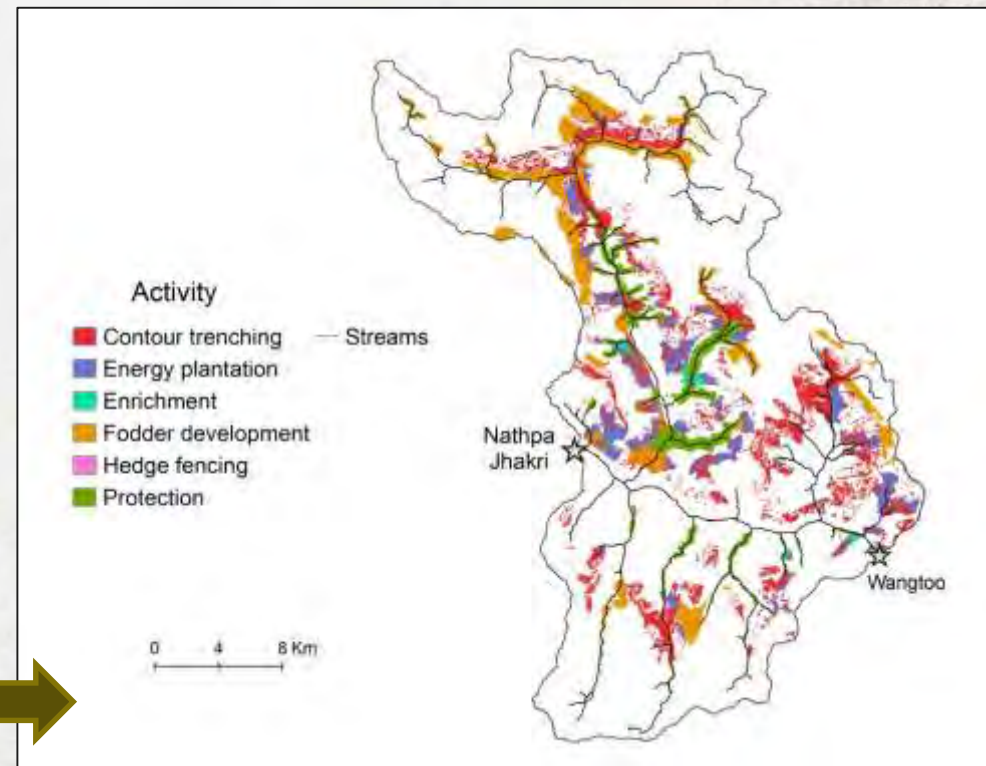 Activity
Contour trenching
Streams
Energy plantation
Enrichment
Fodder development
Hedge fencing
Protection
Nathpa
Jhakri
Wangtoo
0 4 8 Km